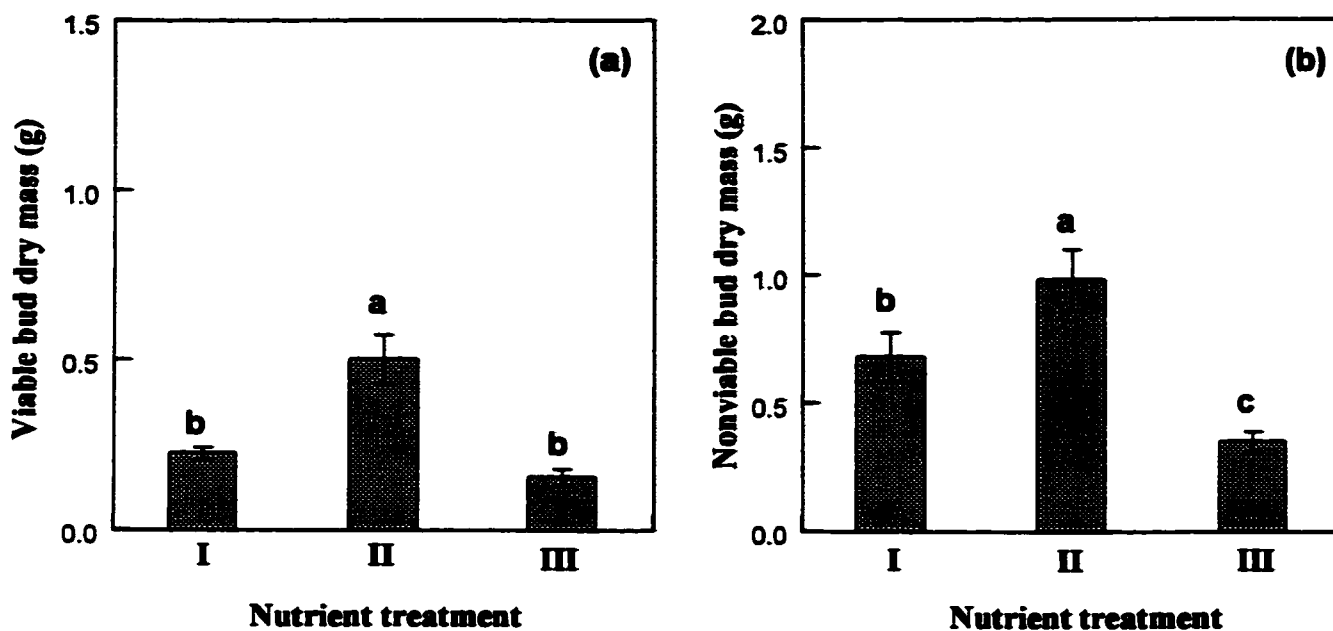 (a)
Viable bud dry mass (g)
1.5
1.0
0.5
0.0
b
a
b
I II III
Nutrient treatment
(b)
Nonviable bud dry mass (g)
2.0
1.5
1.0
0.5
0.0
b
a
c
I II III
Nutrient treatment